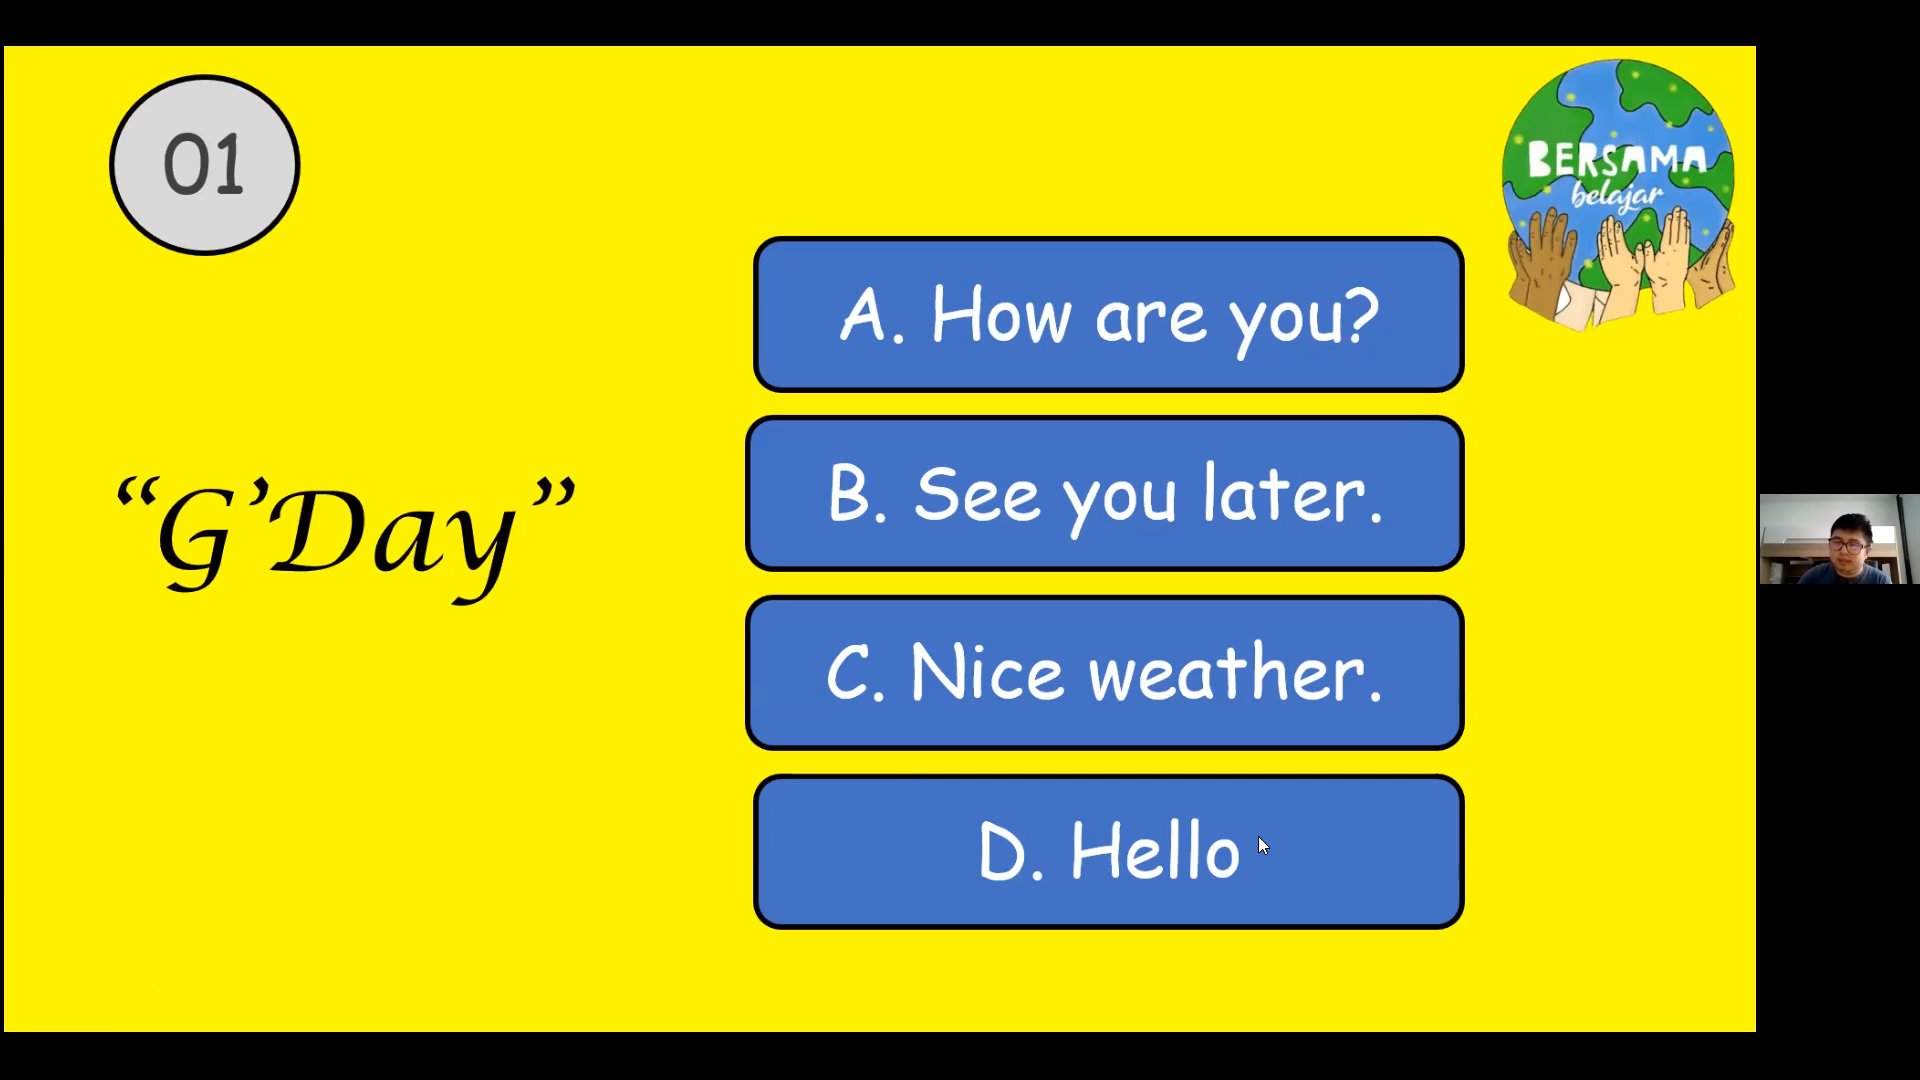 01
BERSAMA
belajar
“G’Day”
A. How are you?
B. See you later.
C. Nice weather.
D. Hello